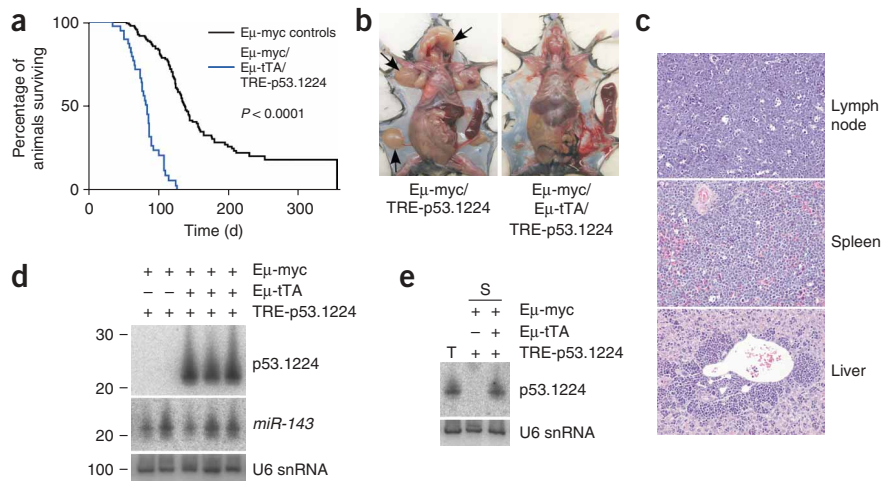 a
Percentage of
animals surviving
100
50
0
0
100
200
300
Time (d)
Eμ-myc controls
Eμ-myc/
Eμ-tTA/
TRE-p53.1224
P < 0.0001
b
Eμ-myc/
TRE-p53.1224
Eμ-myc/
Eμ-tTA/
TRE-p53.1224
c
Lymph
node
Spleen
Liver
d
+ + + + + Eμ-myc
– – + + + Eμ-tTA
+ + + + + TRE-p53.1224
30
20
p53.1224
20
miR-143
100
U6 snRNA
e
S
+ + Eμ-myc
– + Eμ-tTA
T + + TRE-p53.1224
p53.1224
U6 snRNA